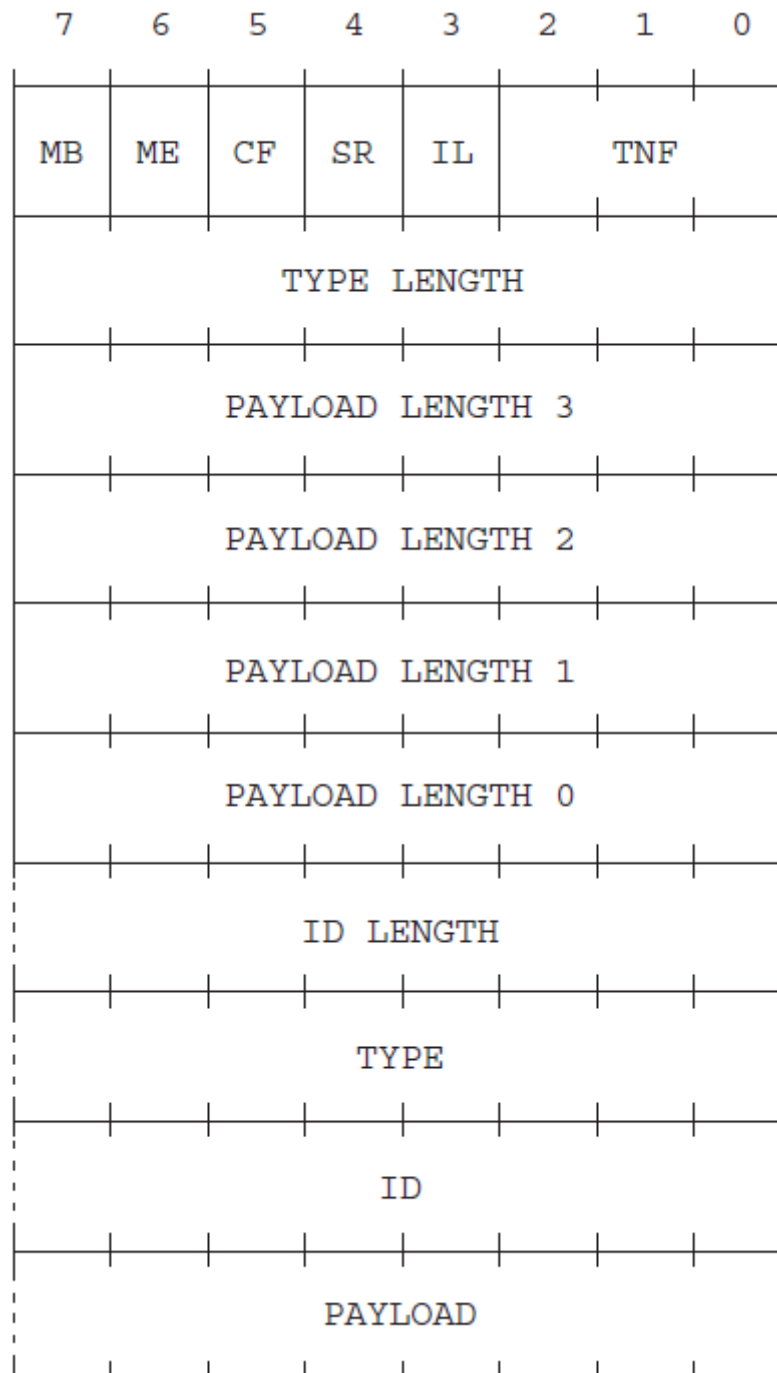 7 6 5 4 3 2 1 0
MB ME CF SR IL TNF
TYPE LENGTH
PAYLOAD LENGTH 3
PAYLOAD LENGTH 2
PAYLOAD LENGTH 1
PAYLOAD LENGTH 0
ID LENGTH
TYPE
ID
PAYLOAD